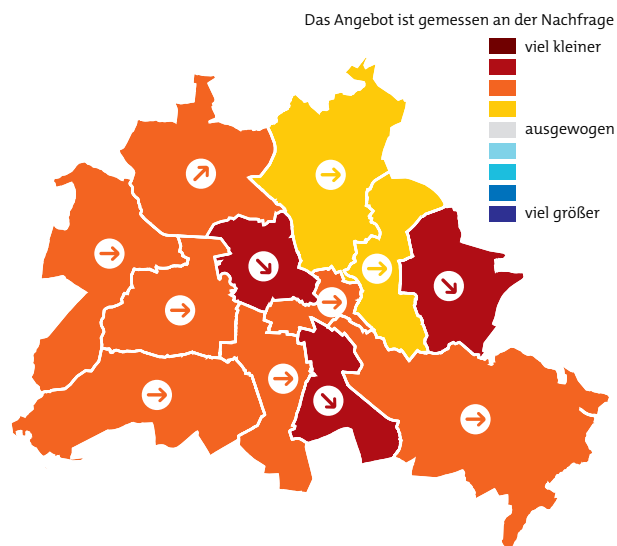 Das Angebot ist gemessen an der Nachfrage
viel kleiner
ausgewogen
viel größer